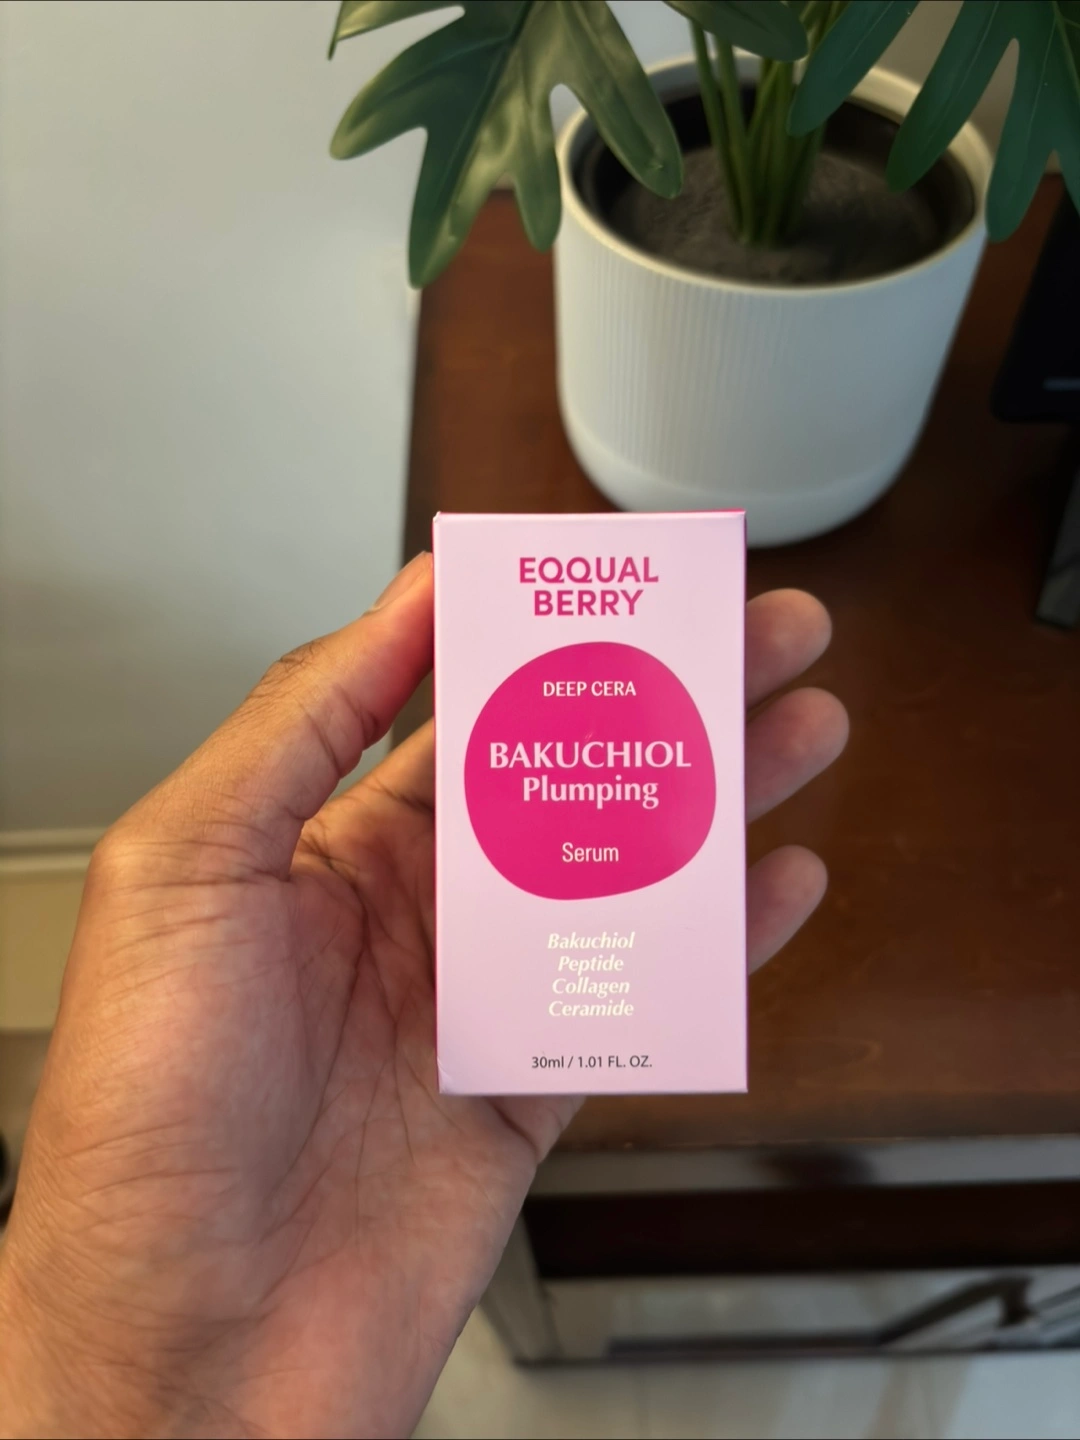 EQQUAL
BERRY
DEEP CERA
BAKUCHIOL
Plumping
Serum
Bakuchiol
Peptide
Collagen
Ceramide
30ml / 1.01 FL. OZ.